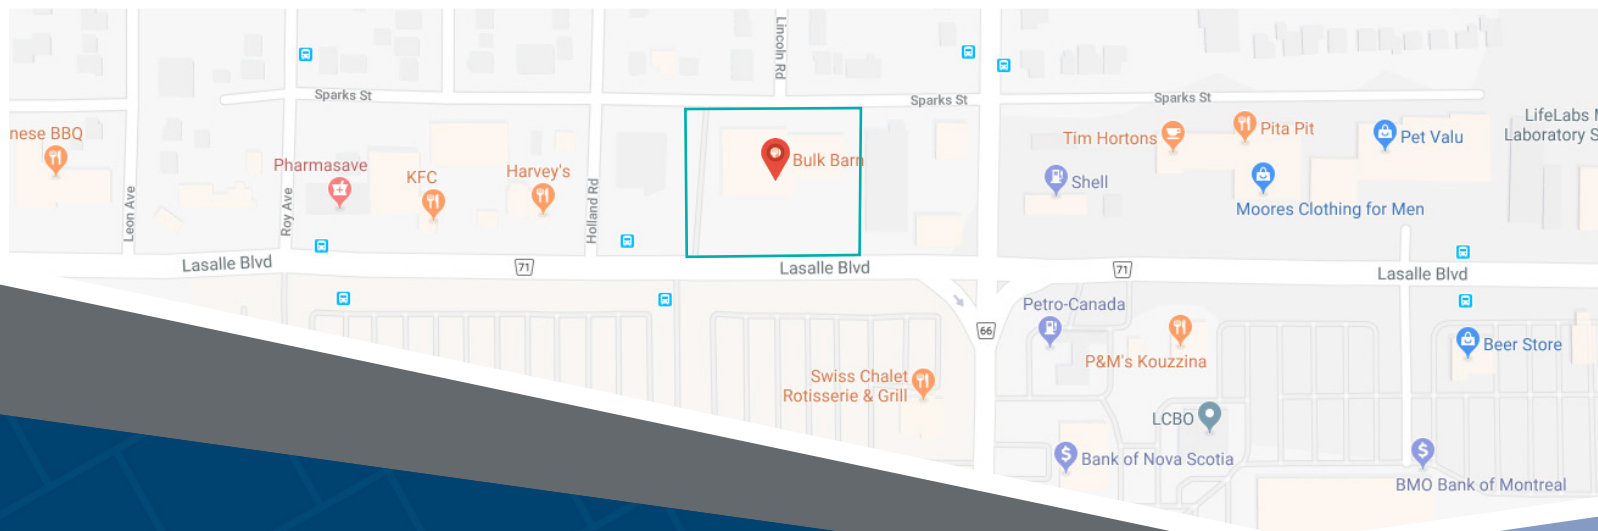 Lincoln Rd
Sparks St
Sparks St
Sparks St
nese BBQ
Pharmasave
KFC
Harvey's
Bulk Barn
Tim Hortons
Pita Pit
Pet Valu
LifeLabs M
Laboratory S
Shell
Moores Clothing for Men
Leon Ave
Roy Ave
Holland Rd
Lasalle Blvd
71
Lasalle Blvd
71
Lasalle Blvd
Petro-Canada
66
P&M's Kouzzina
Beer Store
Swiss Chalet
Rotisserie & Grill
LCBO
Bank of Nova Scotia
BMO Bank of Montreal